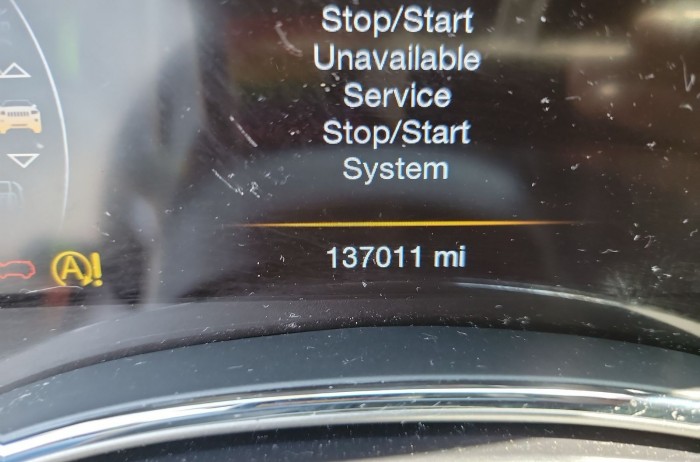 Stop/Start
Unavailable
Service
Stop/Start
System
137011 mi
A!